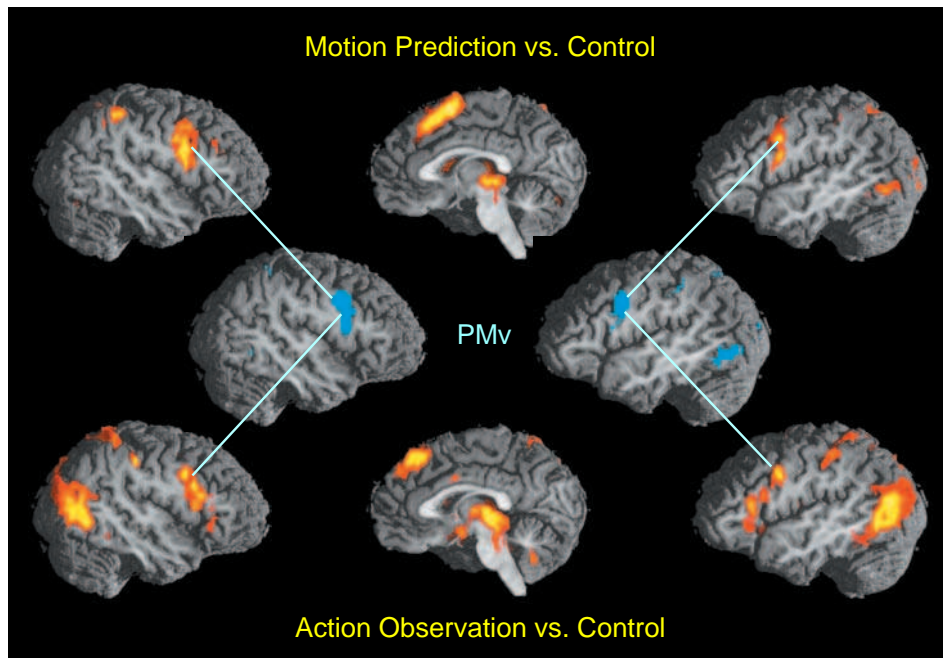 Motion Prediction vs. Control
PMv
Action Observation vs. Control